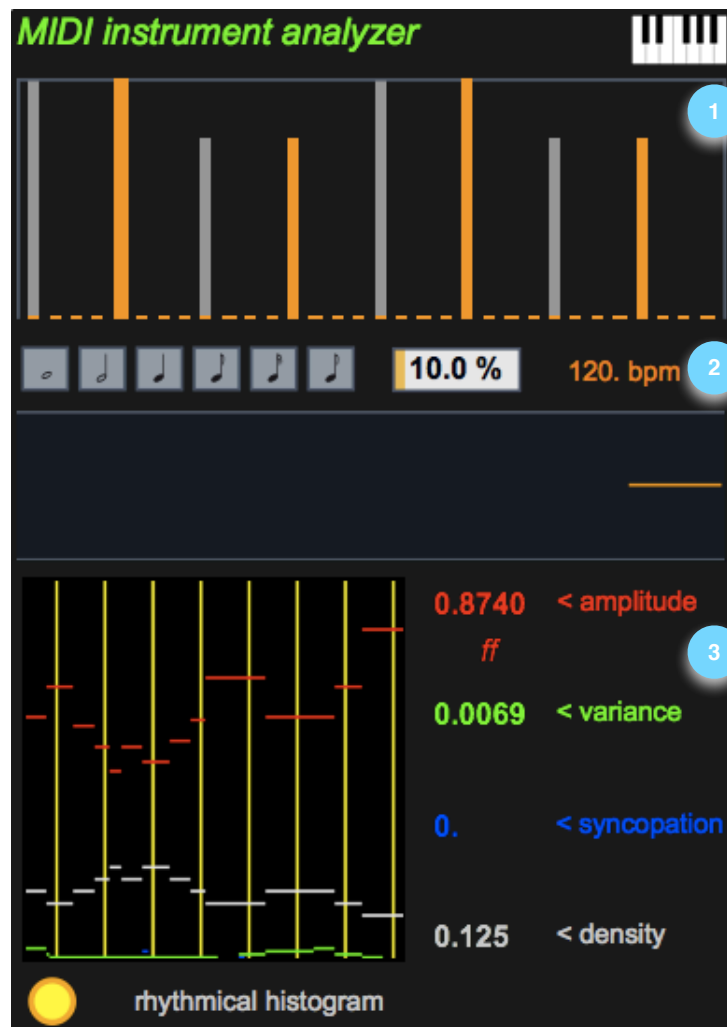 MIDI instrument analyzer
1
10.0 %
120. bpm
2
0.8740 < amplitude
ff
3
0.0069 < variance
0. < syncopation
0.125 < density
rhythmical histogram